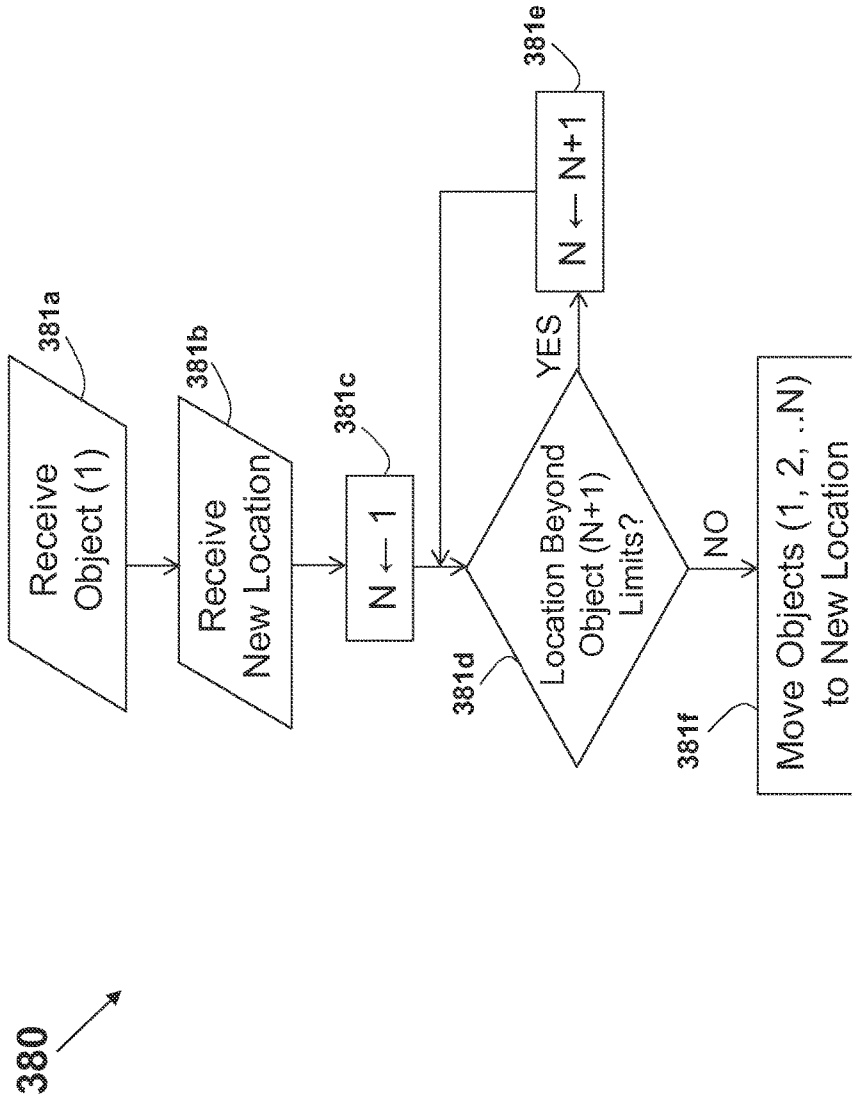 380
Receive
Object (1)
381a
Receive
New Location
381b
N ← 1
381c
Location Beyond
Object (N+1)
Limits?
381d
YES
N ← N+1
381e
NO
Move Objects (1, 2, ..N)
to New Location
381f